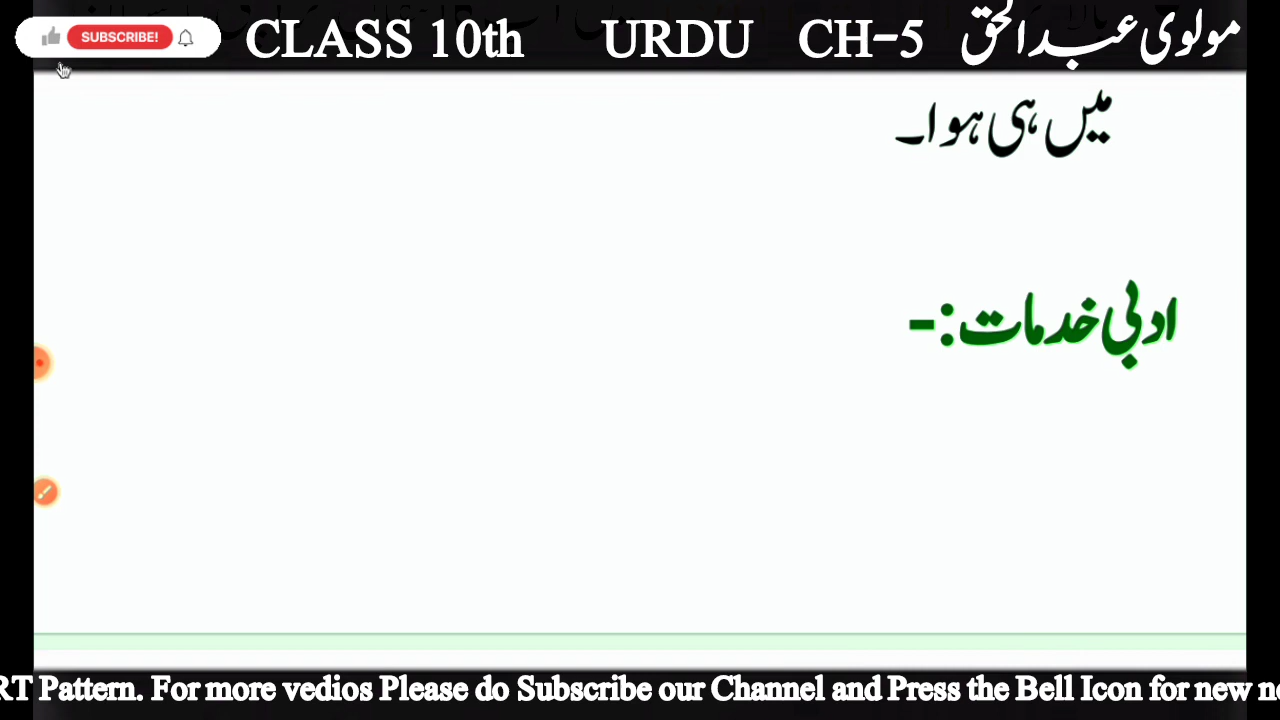 SUBSCRIBE! CLASS 10th URDU CH-5 مولوی عبدالحق
میں ہی ہوا۔
ادبی خدمات:-
RT Pattern. For more vedios Please do Subscribe our Channel and Press the Bell Icon for new ne